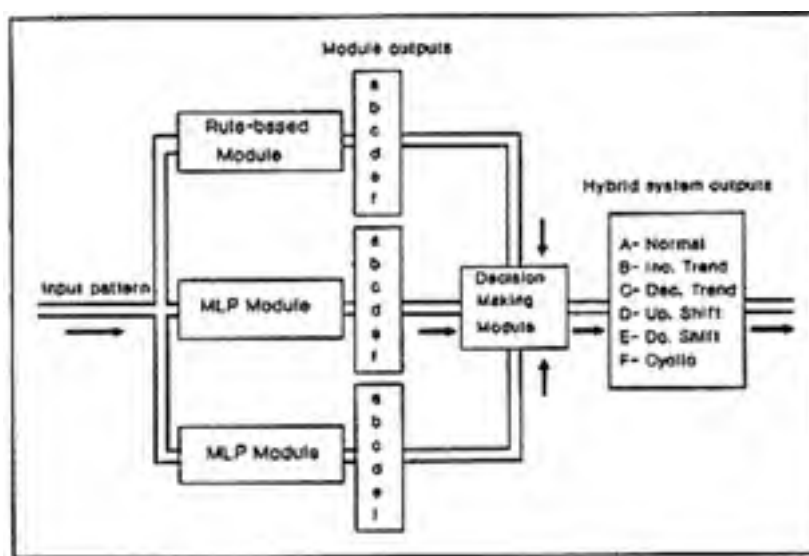 Module outputs
Rule-based
Module
a
b
c
d
e
f
Hybrid system outputs
Input pattern
MLP Module
a
b
c
d
e
f
Decision
Making
Module
A- Normal
B- Inc. Trend
C- Dec. Trend
D- Up. Shift
E- Do. Shift
F- Cyclic
MLP Module
a
b
c
d
e
f